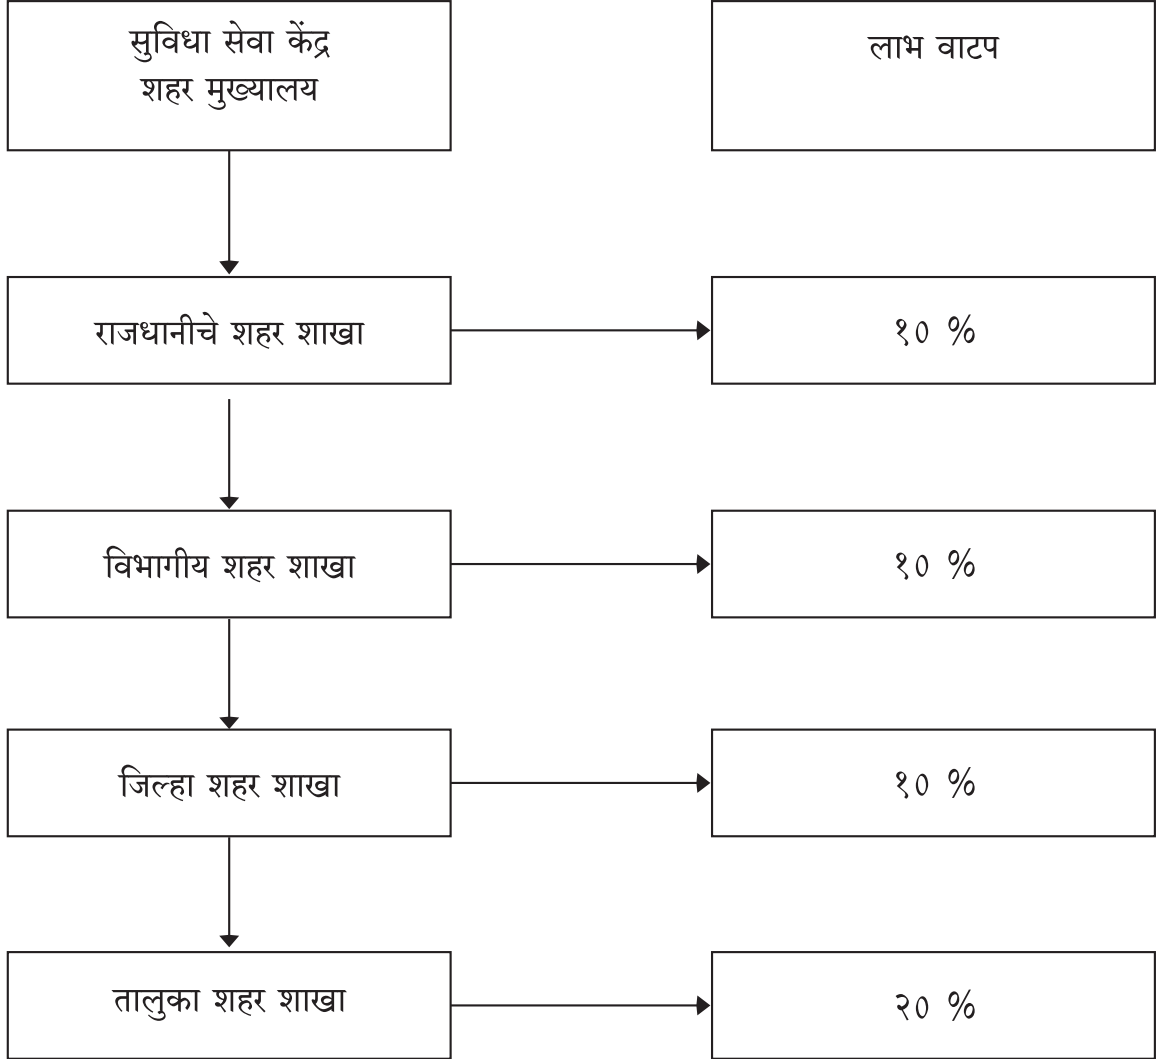 सुविधा सेवा केंद्र
शहर मुख्यालय
लाभ वाटप
राजधानीचे शहर शाखा
१० %
विभागीय शहर शाखा
१० %
जिल्हा शहर शाखा
१० %
तालुका शहर शाखा
२० %